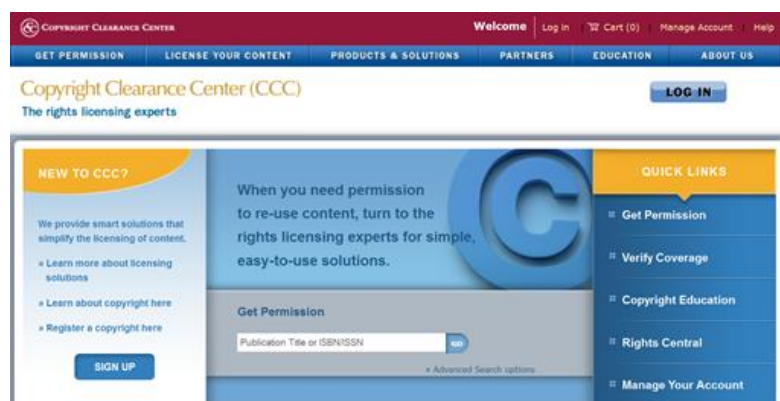 COPYRIGHT CLEARANCE CENTER
Welcome Log in Cart (0) Manage Account Help
GET PERMISSION LICENSE YOUR CONTENT PRODUCTS & SOLUTIONS PARTNERS EDUCATION ABOUT US
Copyright Clearance Center (CCC)
The rights licensing experts
LOG IN
NEW TO CCC?
We provide smart solutions that
simplify the licensing of content.
» Learn more about licensing
solutions
» Learn about copyright here
» Register a copyright here
SIGN UP
When you need permission
to re-use content, turn to the
rights licensing experts for simple,
easy-to-use solutions.
©
Get Permission
Publication Title or ISBN/ISSN
GO
» Advanced Search options
QUICK LINKS
Get Permission
Verify Coverage
Copyright Education
Rights Central
Manage Your Account